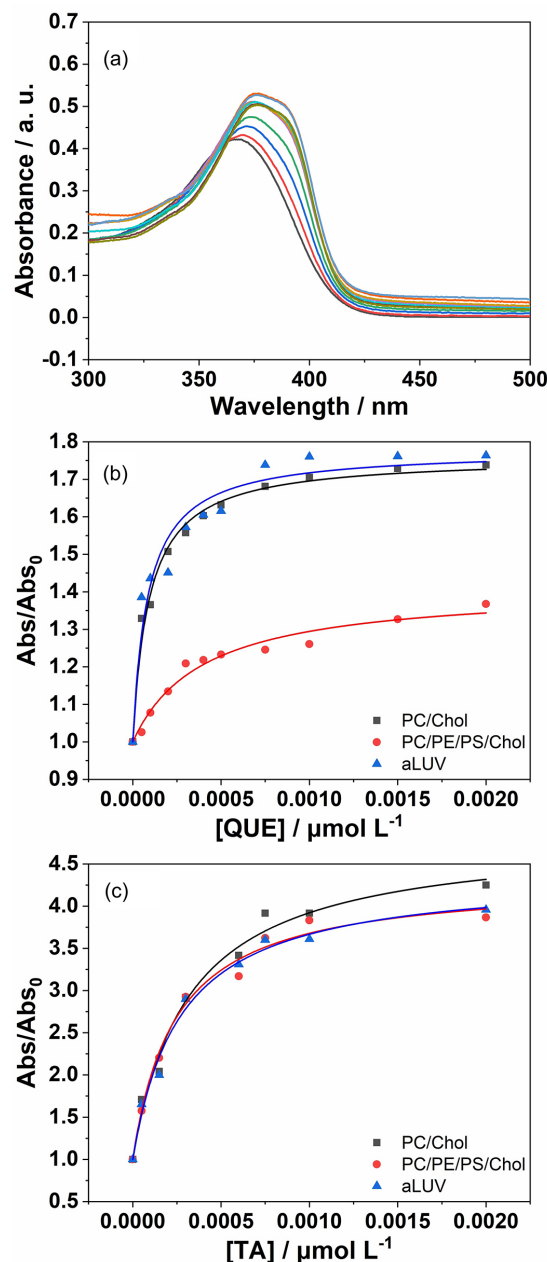 (a)
0.7
0.6
0.5
0.4
0.3
0.2
0.1
0.0
-0.1
Absorbance / a. u.
300 350 400 450 500
Wavelength / nm
(b)
1.8
1.7
1.6
1.5
1.4
1.3
1.2
1.1
1.0
0.9
Abs/Abs₀
PC/Chol
PC/PE/PS/Chol
aLUV
0.0000 0.0005 0.0010 0.0015 0.0020
[QUE] / µmol L⁻¹
(c)
4.5
4.0
3.5
3.0
2.5
2.0
1.5
1.0
0.5
Abs/Abs₀
PC/Chol
PC/PE/PS/Chol
aLUV
0.0000 0.0005 0.0010 0.0015 0.0020
[TA] / µmol L⁻¹